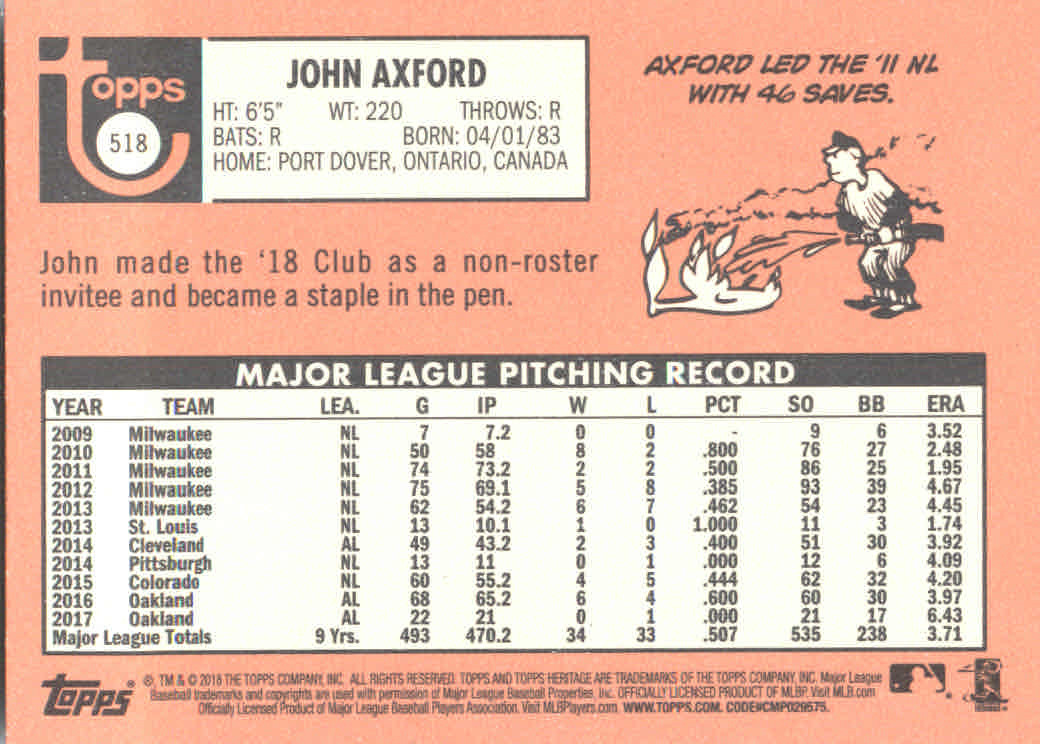 topps
518
JOHN AXFORD
HT: 6'5" WT: 220 THROWS: R
BATS: R BORN: 04/01/83
HOME: PORT DOVER, ONTARIO, CANADA
AXFORD LED THE '11 NL
WITH 46 SAVES.
John made the '18 Club as a non-roster
invitee and became a staple in the pen.
MAJOR LEAGUE PITCHING RECORD
YEAR TEAM LEA. G IP W L PCT SO BB ERA
2009 Milwaukee NL 7 7.2 0 0 - 9 6 3.52
2010 Milwaukee NL 50 58 8 2 .800 76 27 2.48
2011 Milwaukee NL 74 73.2 2 2 .500 86 25 1.95
2012 Milwaukee NL 75 69.1 5 8 .385 93 39 4.67
2013 Milwaukee NL 62 54.2 6 7 .462 54 23 4.45
2013 St. Louis NL 13 10.1 1 0 1.000 11 3 1.74
2014 Cleveland AL 49 43.2 2 3 .400 51 30 3.92
2014 Pittsburgh NL 13 11 0 1 .000 12 6 4.09
2015 Colorado NL 60 55.2 4 5 .444 62 32 4.20
2016 Oakland AL 68 65.2 6 4 .600 60 30 3.97
2017 Oakland AL 22 21 0 1 .000 21 17 6.43
Major League Totals 9 Yrs. 493 470.2 34 33 .507 535 238 3.71
Topps ® ®, TM & © 2018 THE TOPPS COMPANY, INC. ALL RIGHTS RESERVED. TOPPS AND TOPPS HERITAGE ARE TRADEMARKS OF THE TOPPS COMPANY, INC. Major League
Baseball trademarks and copyrights are used with permission of Major League Baseball Properties, Inc. OFFICIALLY LICENSED PRODUCT OF MLBP. Visit MLB.com
Officially Licensed Product of Major League Baseball Players Association. Visit MLBPlayers.com. WWW.TOPPS.COM. CODE#CMP029575.